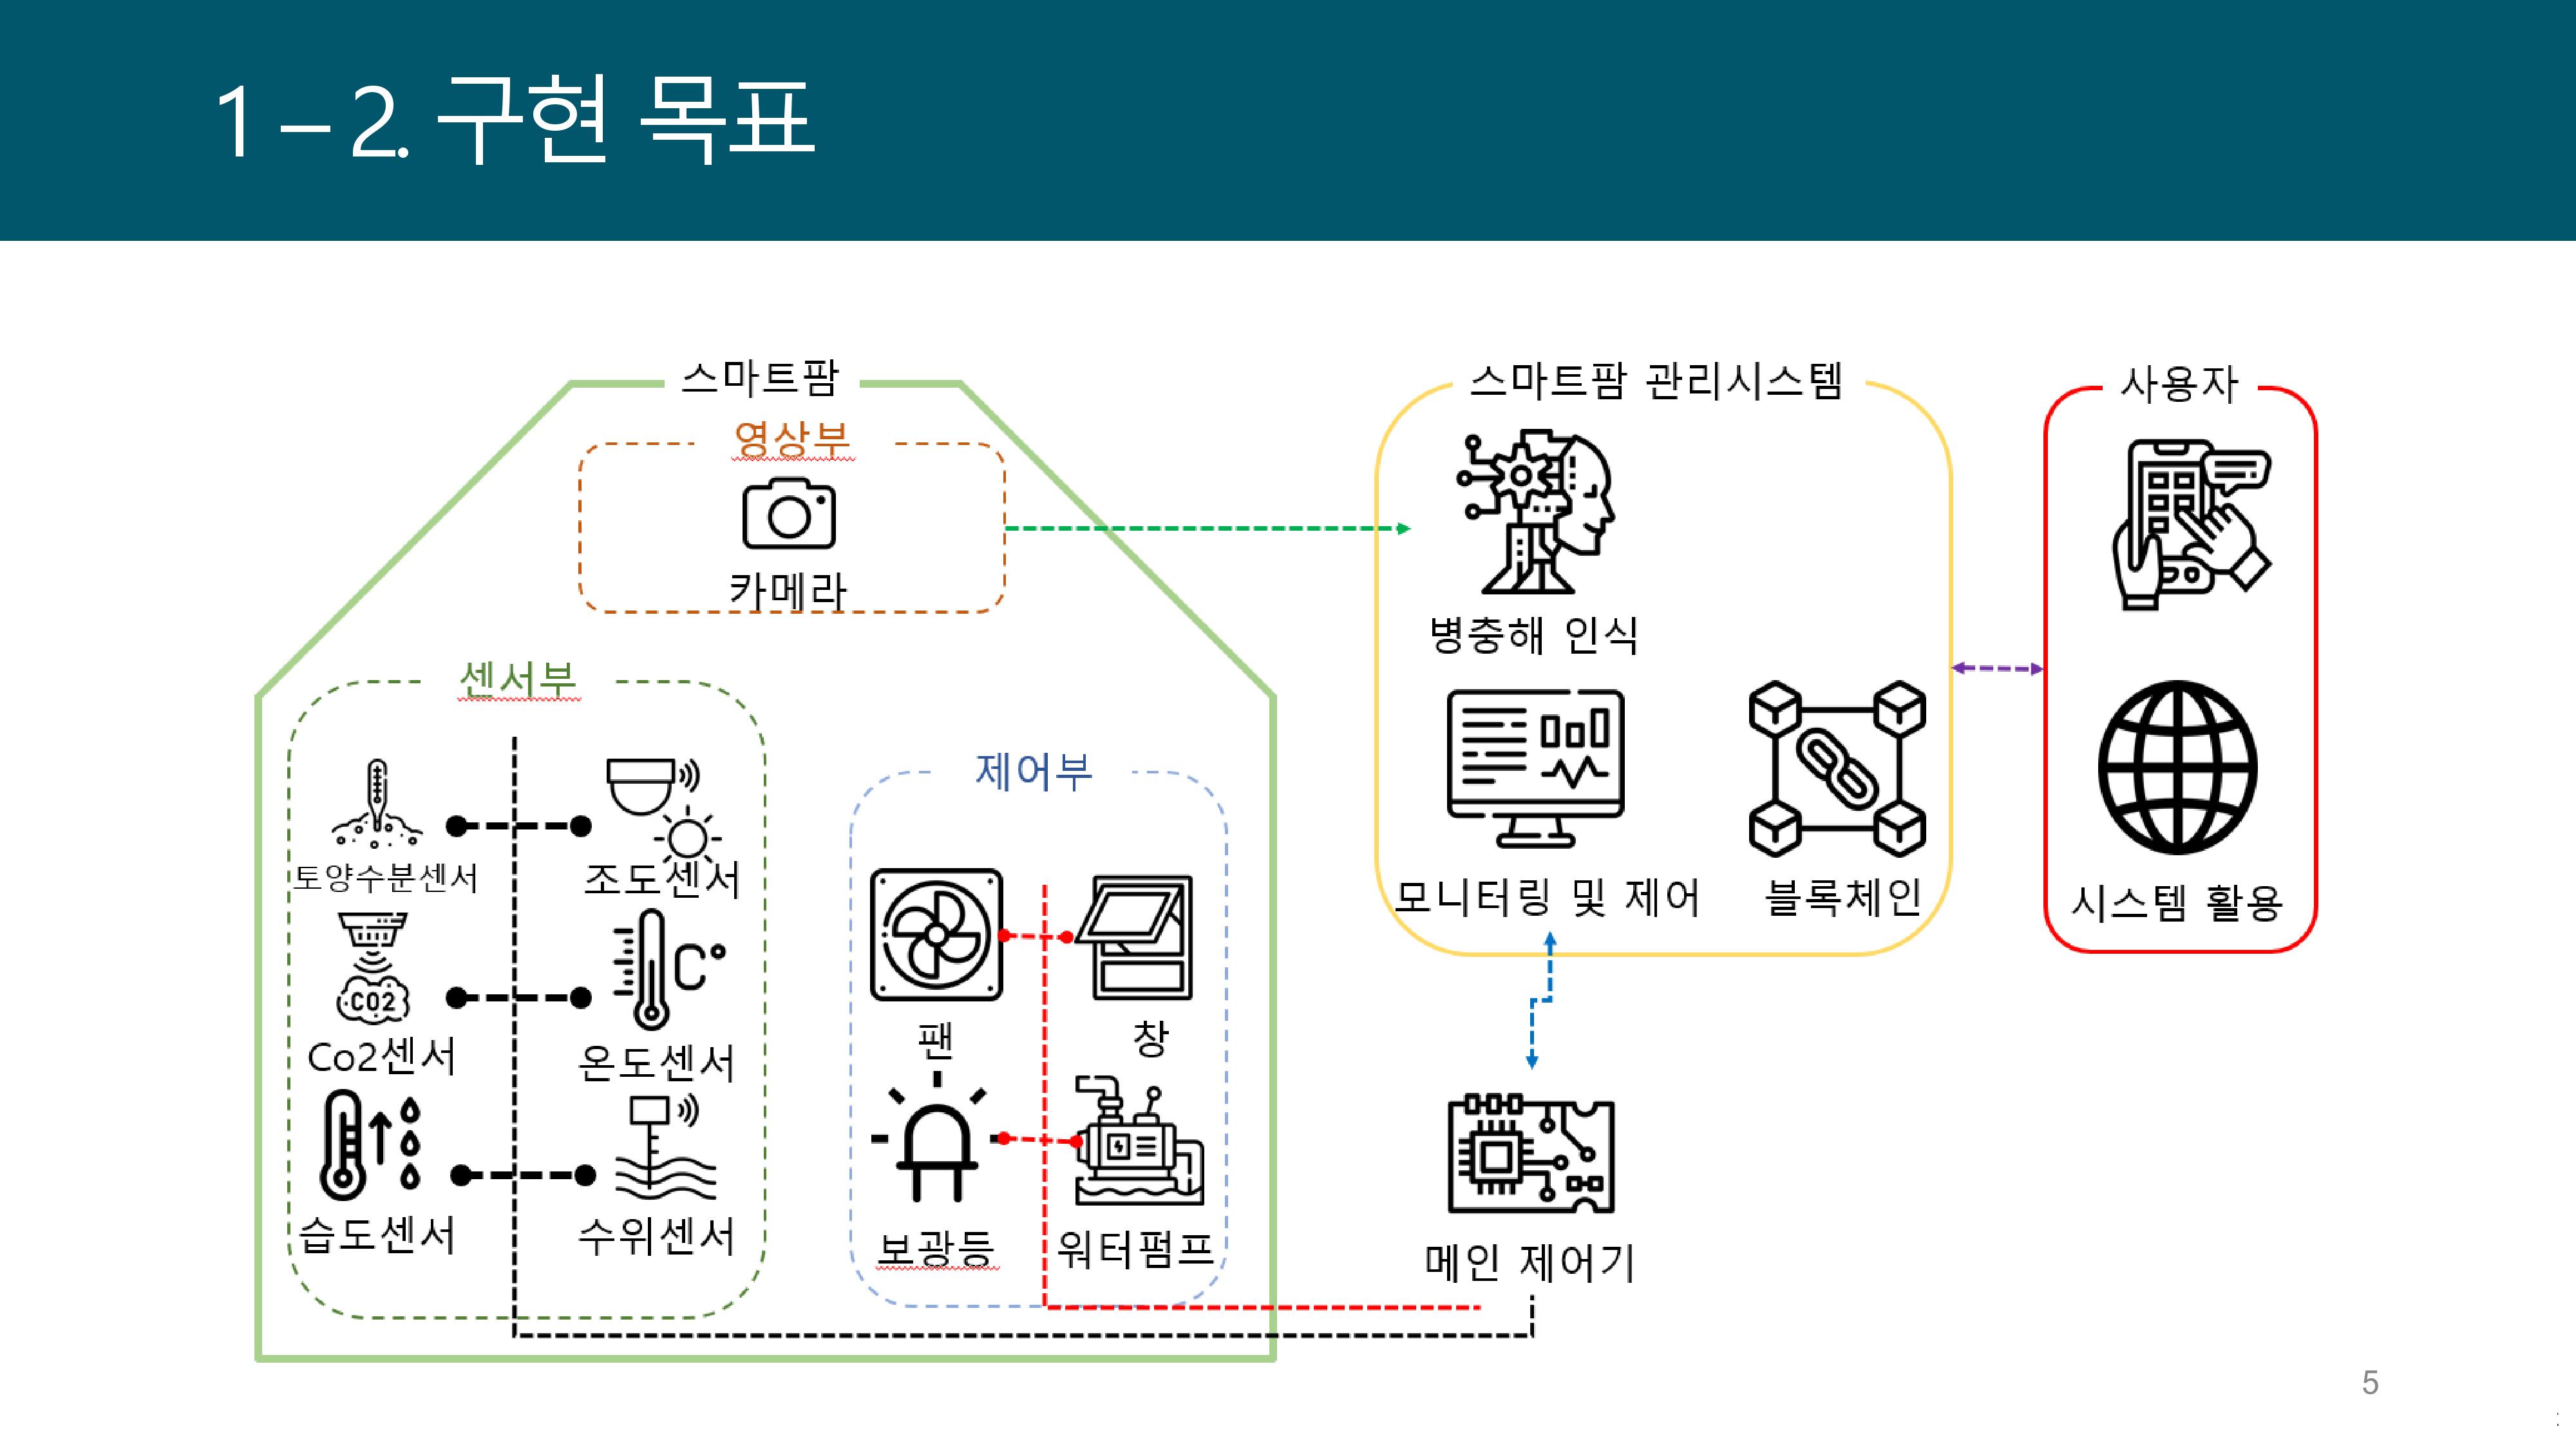 1 – 2. 구현 목표
스마트팜
영상부
카메라
센서부
토양수분센서
조도센서
CO2
Co2센서
C°
온도센서
습도센서
수위센서
제어부
팬
창
보광등
워터펌프
스마트팜 관리시스템
병충해 인식
모니터링 및 제어
블록체인
메인 제어기
사용자
시스템 활용
5